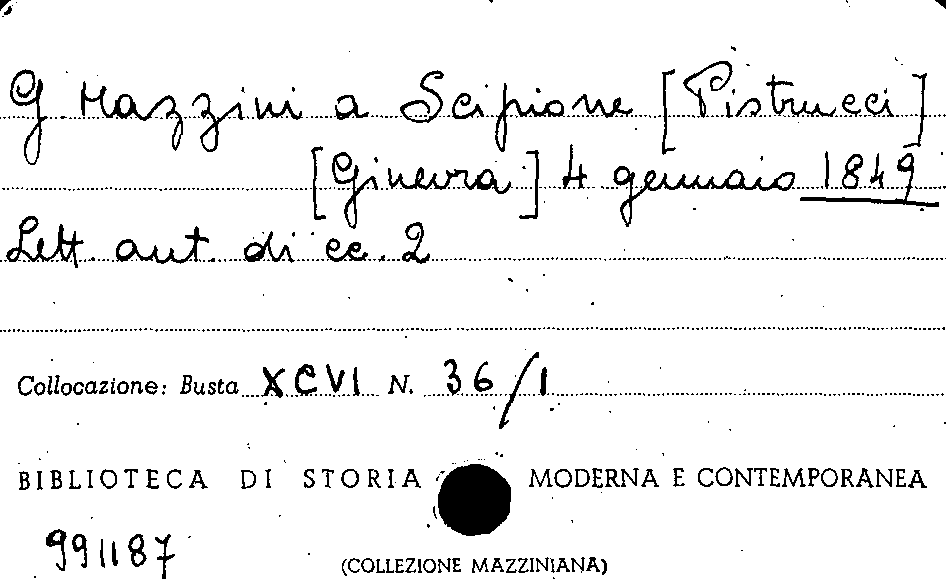 G. Mazzini a Scipione [Pistrucci]
[Ginevra] 4 gennaio 1849
Lett. aut. di cc. 2
Collocazione: Busta XCVI N. 36/1
BIBLIOTECA DI STORIA MODERNA E CONTEMPORANEA
991187
(COLLEZIONE MAZZINIANA)